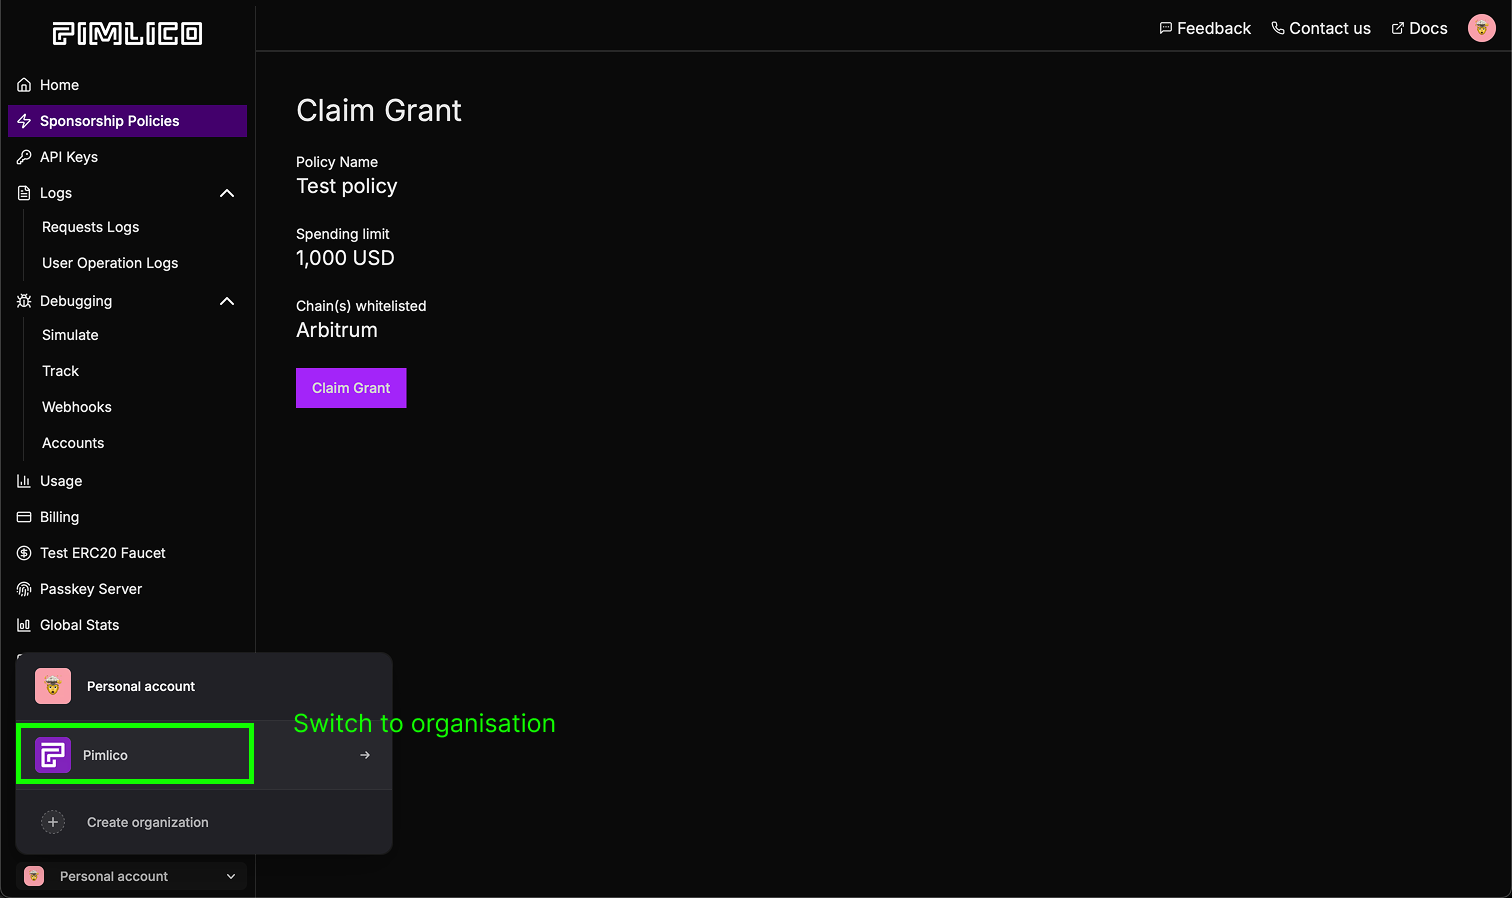 PIMLICO
Feedback
Contact us
Docs
Home
Sponsorship Policies
API Keys
Logs
Requests Logs
User Operation Logs
Debugging
Simulate
Track
Webhooks
Accounts
Usage
Billing
Test ERC20 Faucet
Passkey Server
Global Stats
Claim Grant
Policy Name
Test policy
Spending limit
1,000 USD
Chain(s) whitelisted
Arbitrum
Claim Grant
Personal account
Switch to organisation
Pimlico
Create organization
Personal account